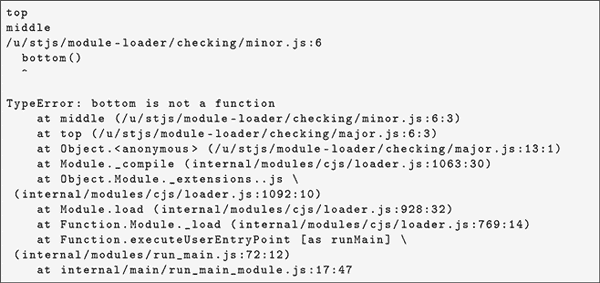 top
middle
/u/stjs/module-loader/checking/minor.js:6
  bottom()
  ^

TypeError: bottom is not a function
    at middle (/u/stjs/module-loader/checking/minor.js:6:3)
    at top (/u/stjs/module-loader/checking/major.js:6:3)
    at Object.<anonymous> (/u/stjs/module-loader/checking/major.js:13:1)
    at Module._compile (internal/modules/cjs/loader.js:1063:30)
    at Object.Module._extensions..js \
 (internal/modules/cjs/loader.js:1092:10)
    at Module.load (internal/modules/cjs/loader.js:928:32)
    at Function.Module._load (internal/modules/cjs/loader.js:769:14)
    at Function.executeUserEntryPoint [as runMain] \
 (internal/modules/run_main.js:72:12)
    at internal/main/run_main_module.js:17:47